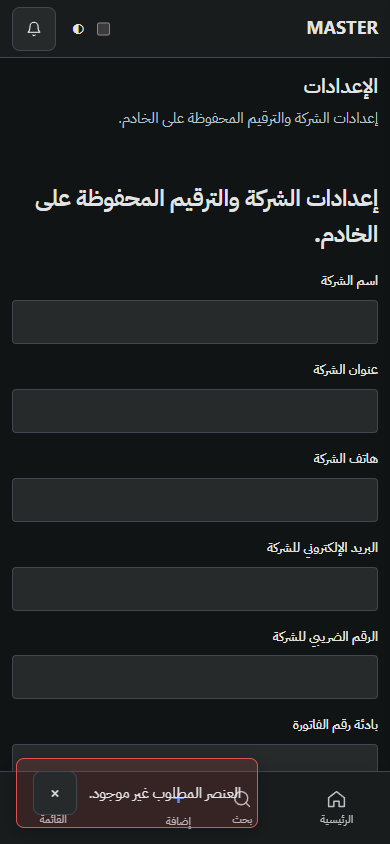 MASTER
الإعدادات
إعدادات الشركة والترقيم المحفوظة على الخادم.
إعدادات الشركة والترقيم المحفوظة على
الخادم.
اسم الشركة
عنوان الشركة
هاتف الشركة
البريد الإلكتروني للشركة
الرقم الضريبي للشركة
بادئة رقم الفاتورة
العنصر المطلوب غير موجود.
×
الرئيسية
بحث
إضافة
القائمة